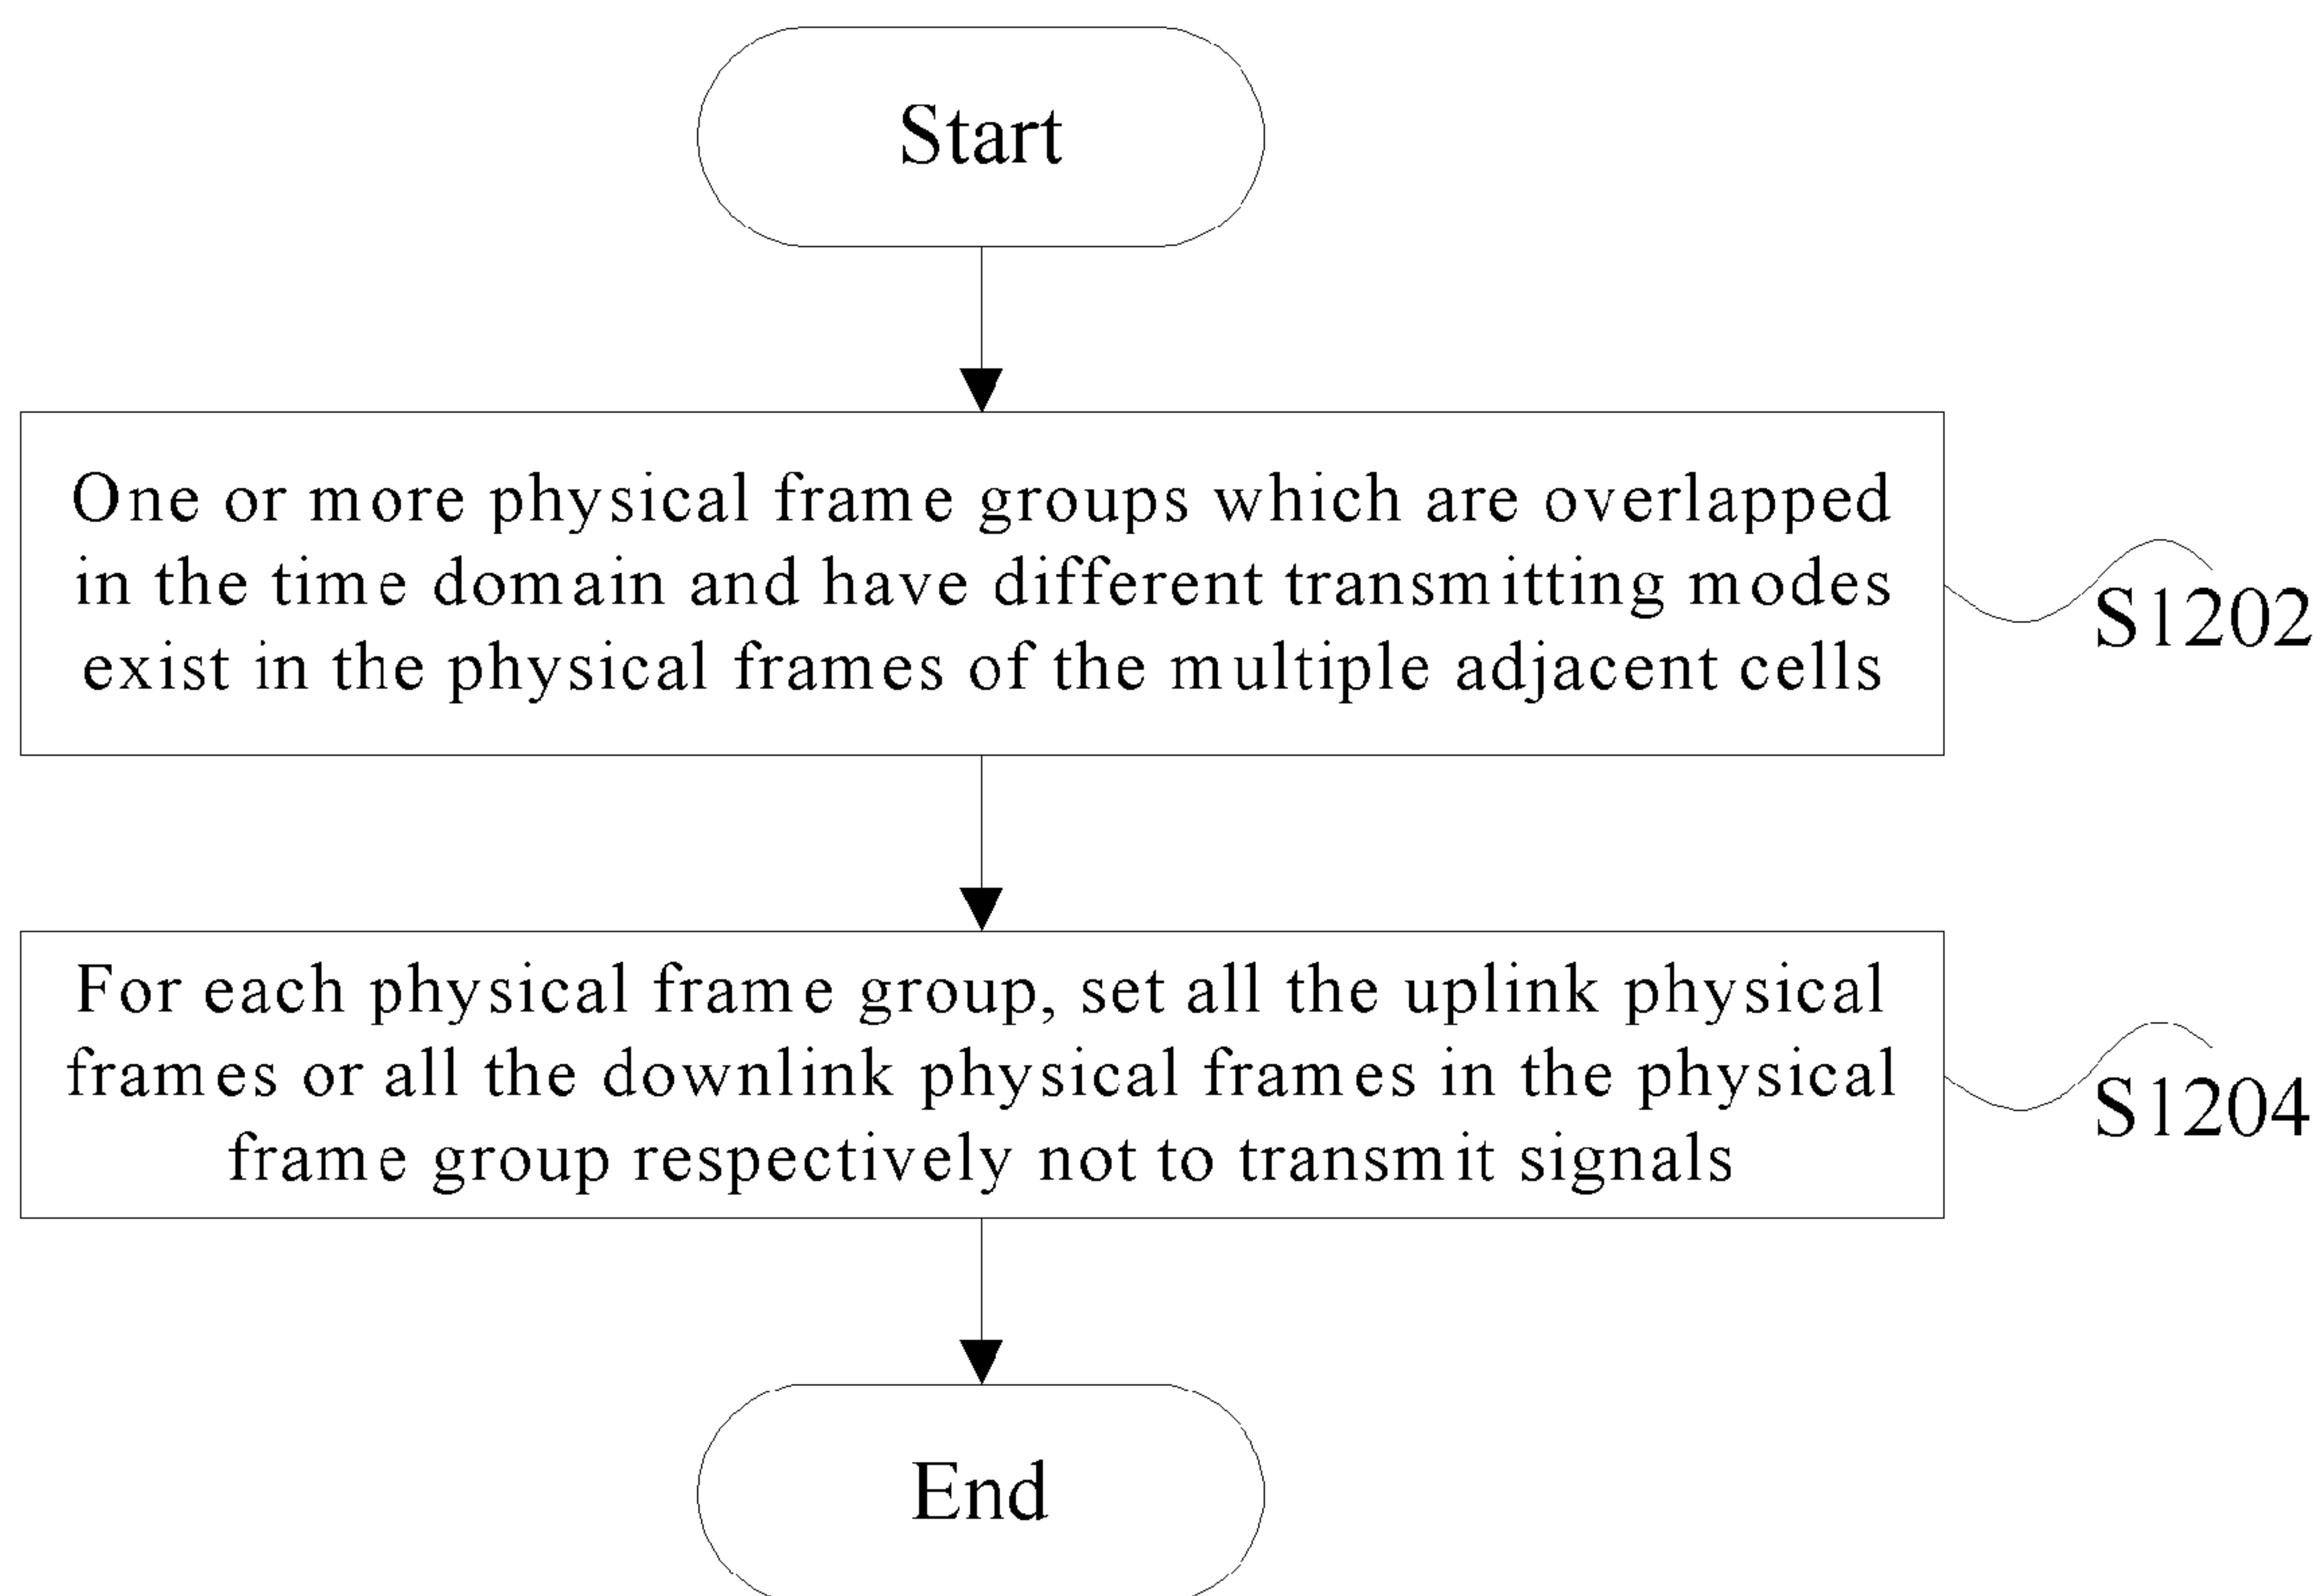 Start
One or more physical frame groups which are overlapped
in the time domain and have different transmitting modes
exist in the physical frames of the multiple adjacent cells
S1202
For each physical frame group, set all the uplink physical
frames or all the downlink physical frames in the physical
frame group respectively not to transmit signals
S1204
End